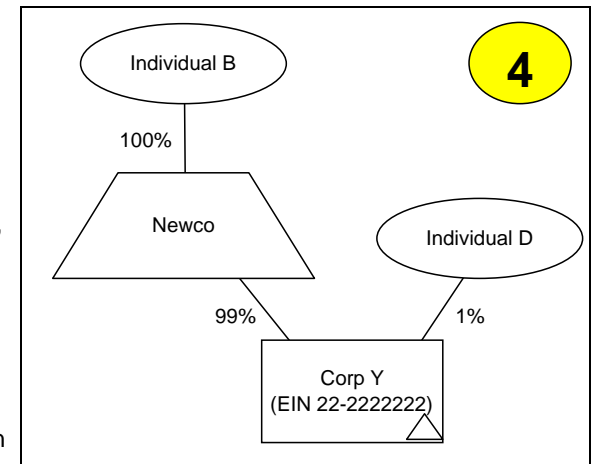 Individual B
4
100%
Newco
Individual D
99%
1%
Corp Y
(EIN 22-2222222)
n